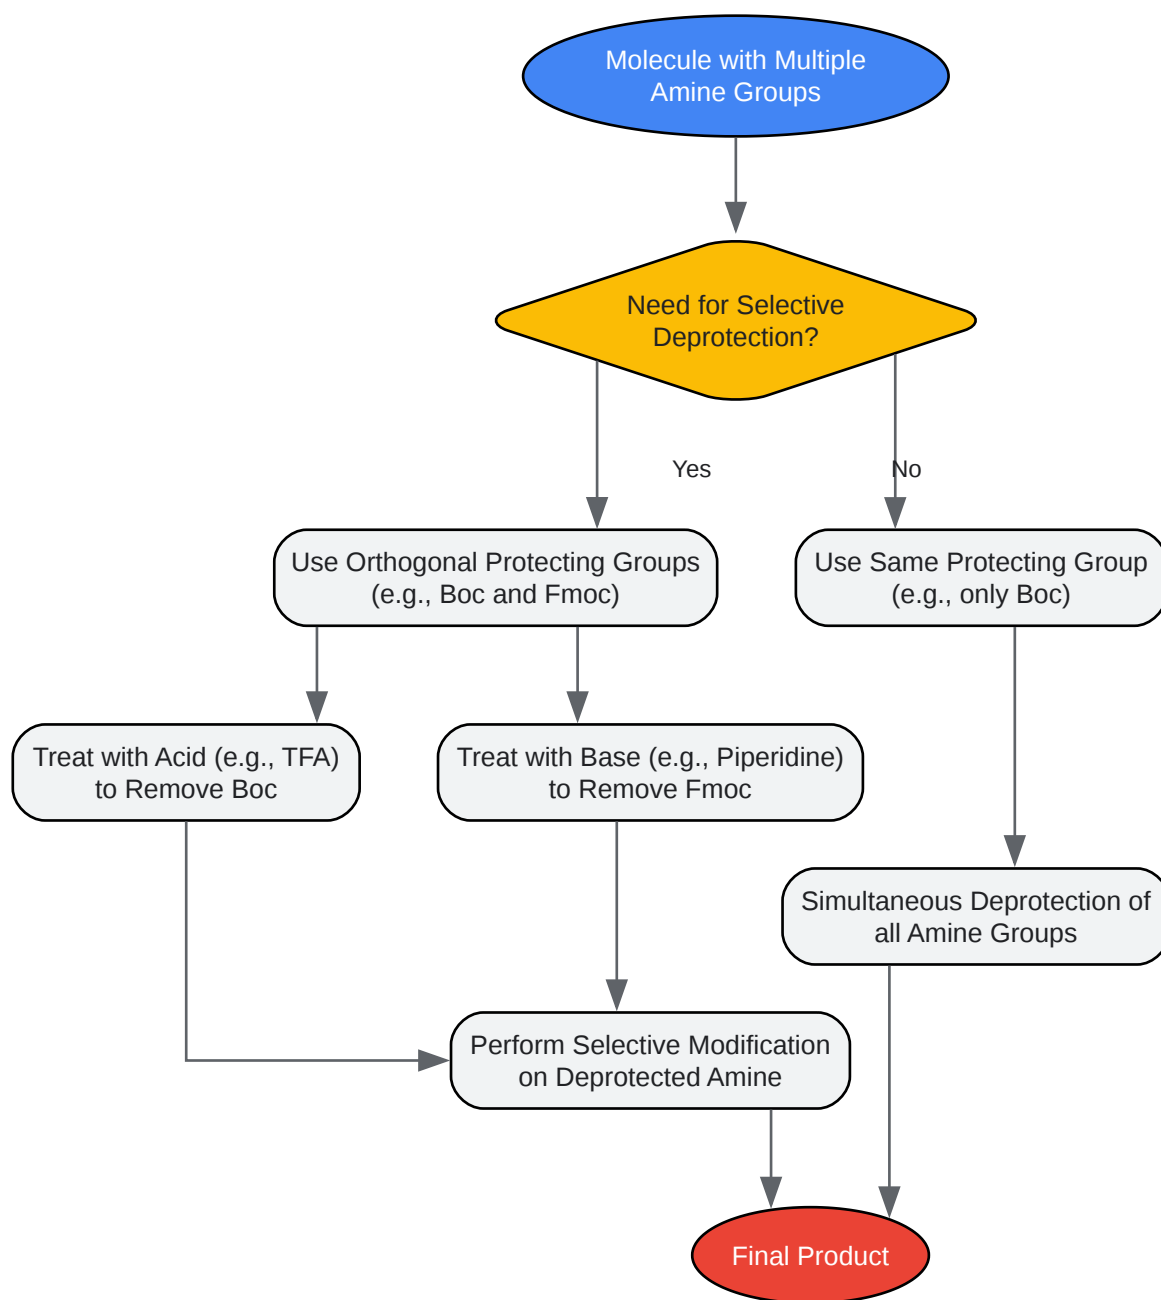 Molecule with Multiple
Amine Groups
Need for Selective
Deprotection?
Yes
No
Use Orthogonal Protecting Groups
(e.g., Boc and Fmoc)
Use Same Protecting Group
(e.g., only Boc)
Treat with Acid (e.g., TFA)
to Remove Boc
Treat with Base (e.g., Piperidine)
to Remove Fmoc
Simultaneous Deprotection of
all Amine Groups
Perform Selective Modification
on Deprotected Amine
Final Product